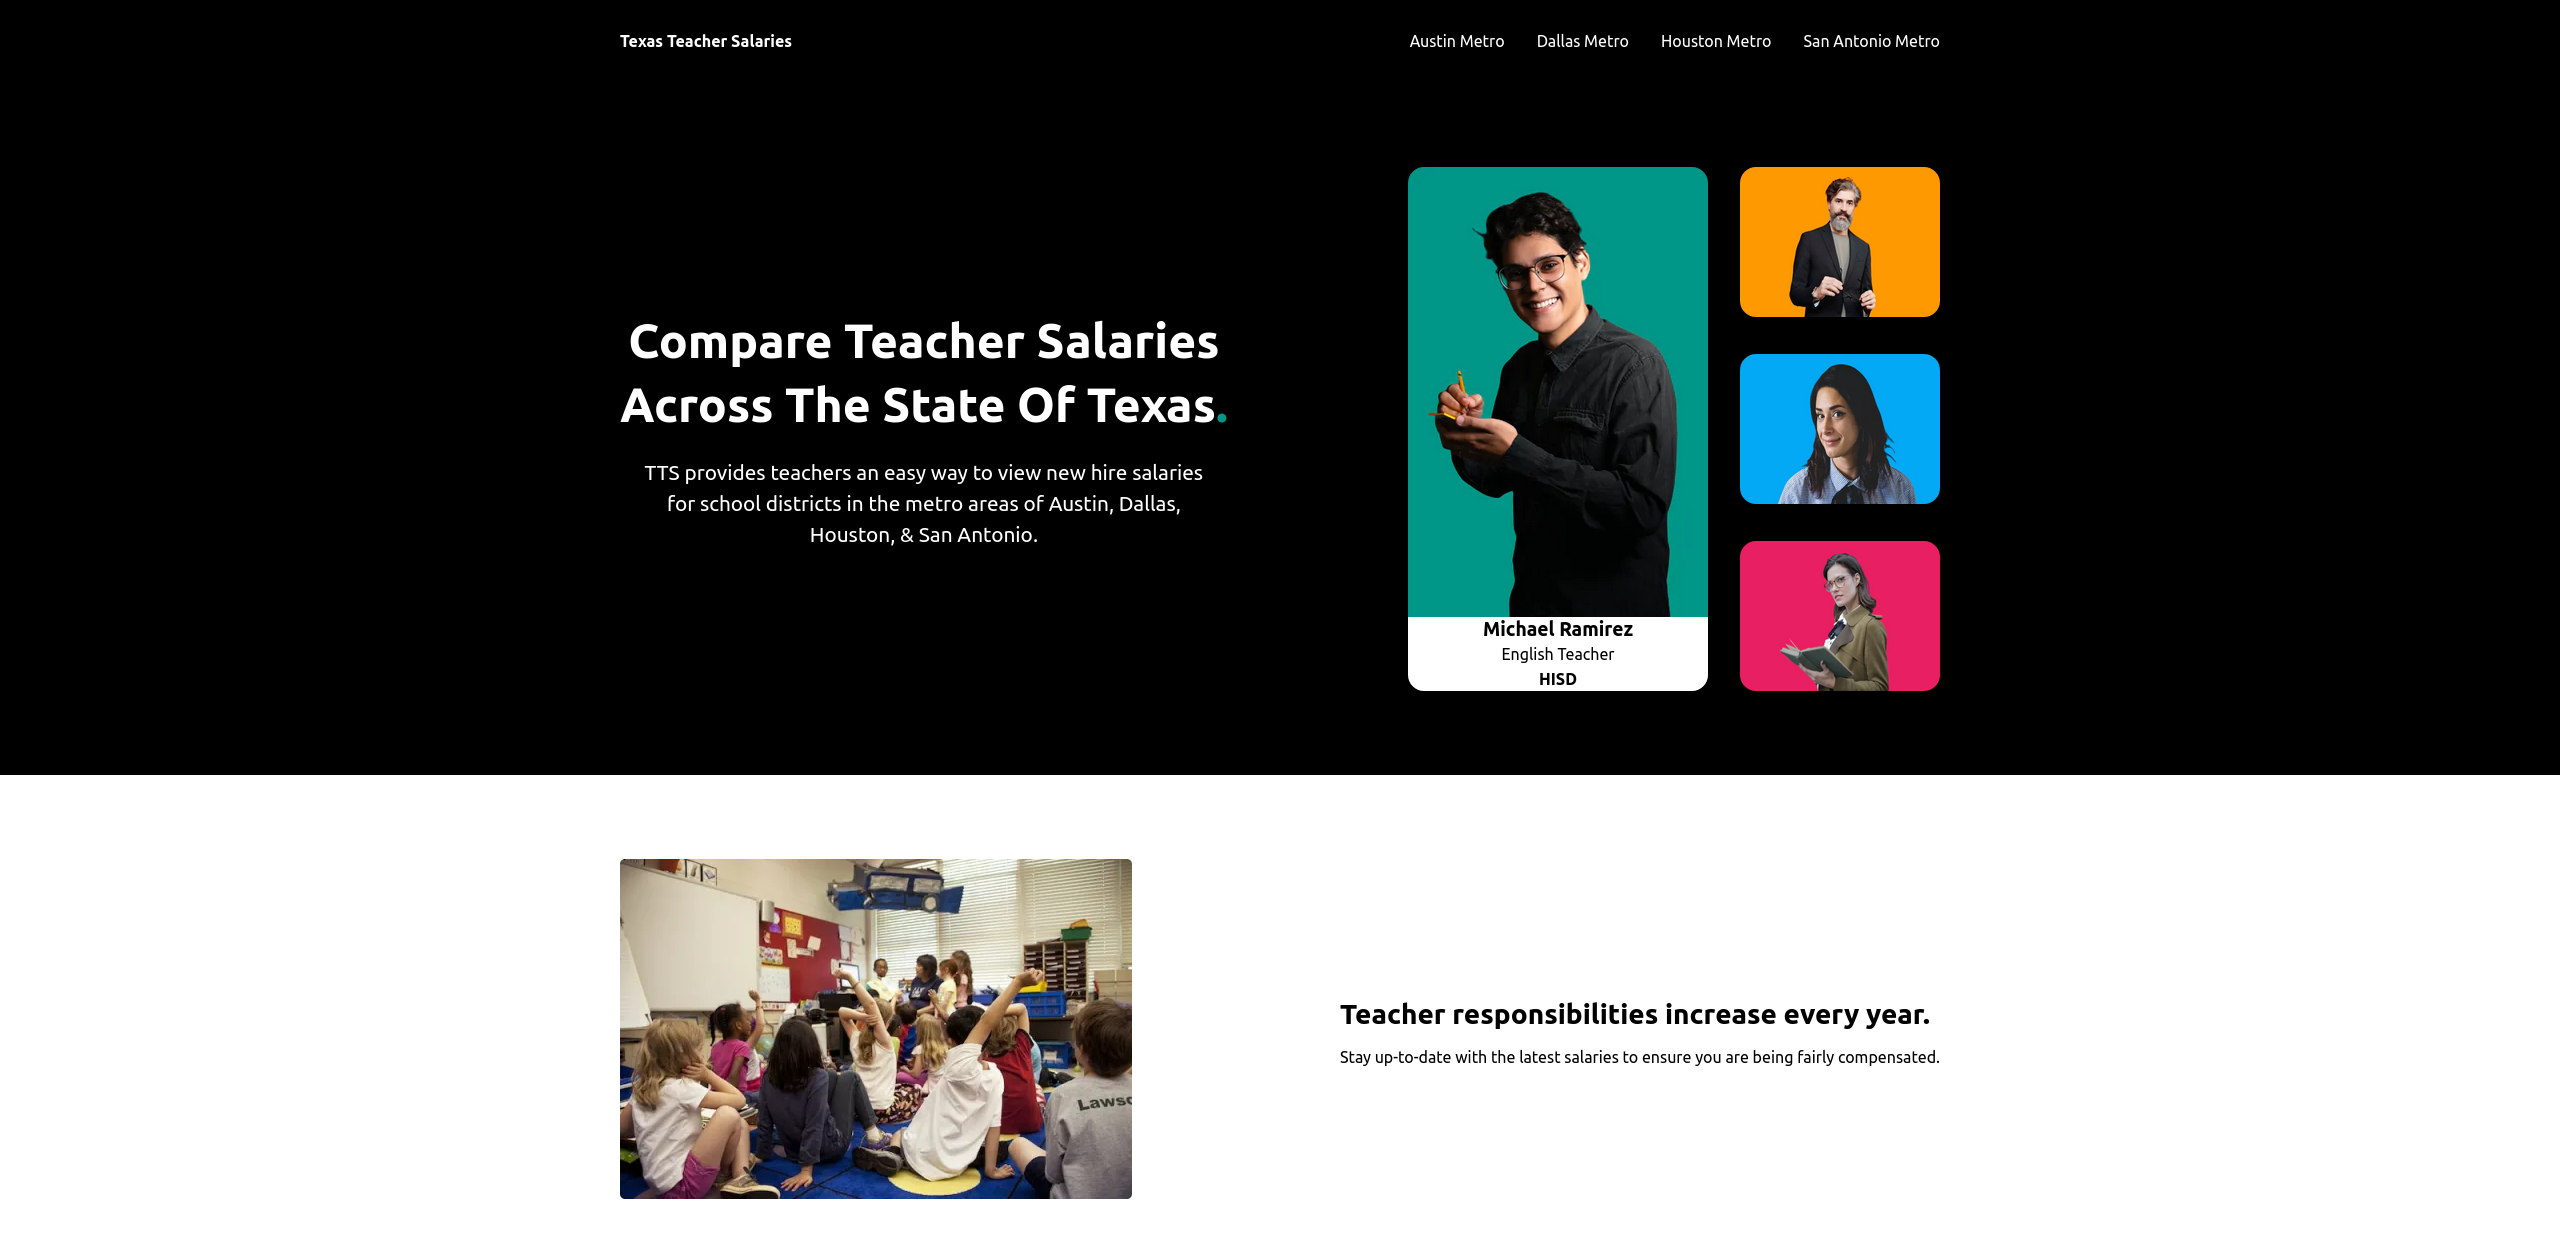 Texas Teacher Salaries
Austin Metro
Dallas Metro
Houston Metro
San Antonio Metro
Compare Teacher Salaries
Across The State Of Texas.
TTS provides teachers an easy way to view new hire salaries
for school districts in the metro areas of Austin, Dallas,
Houston, & San Antonio.
Michael Ramirez
English Teacher
HISD
Teacher responsibilities increase every year.
Stay up-to-date with the latest salaries to ensure you are being fairly compensated.